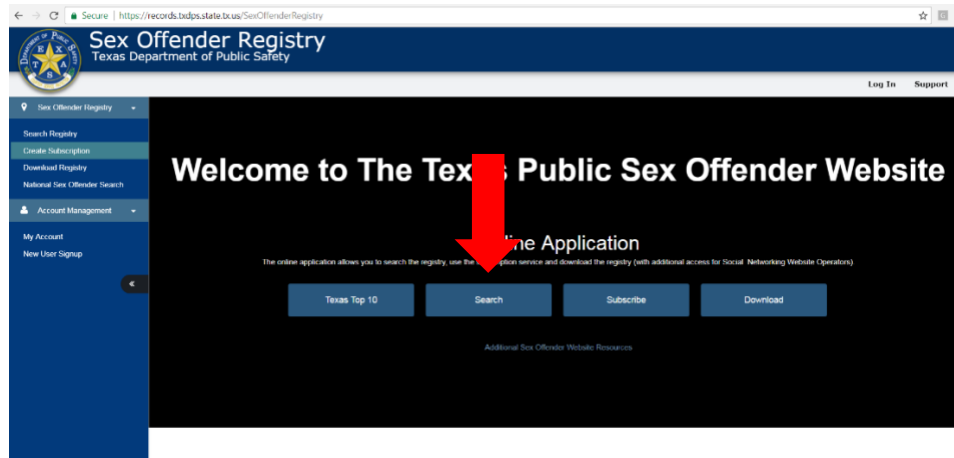 Secure | https://records.txdps.state.tx.us/SexOffenderRegistry
Sex Offender Registry
Texas Department of Public Safety
TEXAS
Log In Support
Sex Offender Registry
Search Registry
Create Subscription
Download Registry
National Sex Offender Search
Account Management
My Account
New User Signup
Welcome to The Tex s Public Sex Offender Website
ine Application
The online application allows you to search the registry, use the ption service and download the registry (with additional access for Social Networking Website Operators)
Texas Top 10 Search Subscribe Download
Additional Sex Offender Website Resources